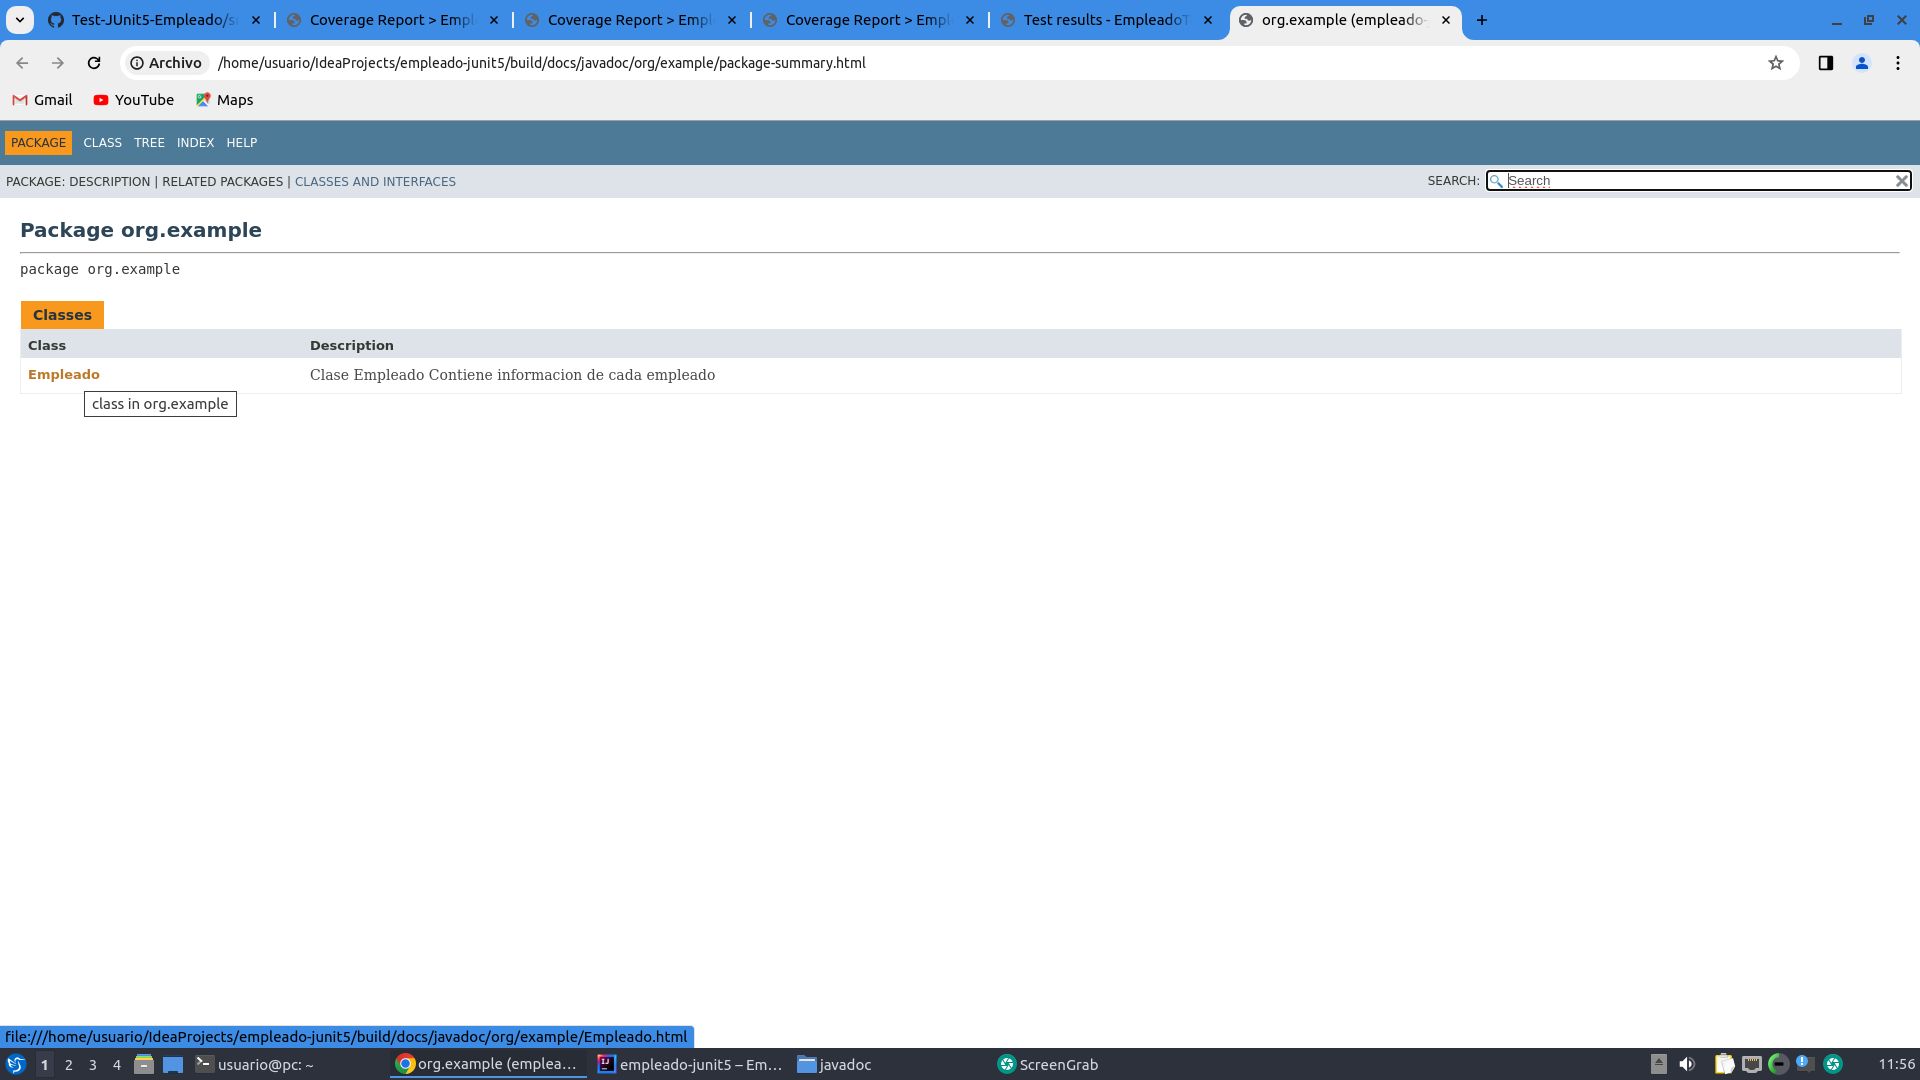 Test-JUnit5-Empleado/s
Coverage Report > Empl
Coverage Report > Empl
Coverage Report > Empl
Test results - EmpleadoT
org.example (empleado-
Archivo
/home/usuario/IdeaProjects/empleado-junit5/build/docs/javadoc/org/example/package-summary.html
Gmail YouTube Maps
PACKAGE CLASS TREE INDEX HELP
PACKAGE: DESCRIPTION | RELATED PACKAGES | CLASSES AND INTERFACES
SEARCH: Search
Package org.example
package org.example
Classes
Class Description
Empleado Clase Empleado Contiene informacion de cada empleado
class in org.example
file:///home/usuario/IdeaProjects/empleado-junit5/build/docs/javadoc/org/example/Empleado.html
1 2 3 4 usuario@pc: ~ org.example (emplea... empleado-junit5 – Em... javadoc ScreenGrab 11:56